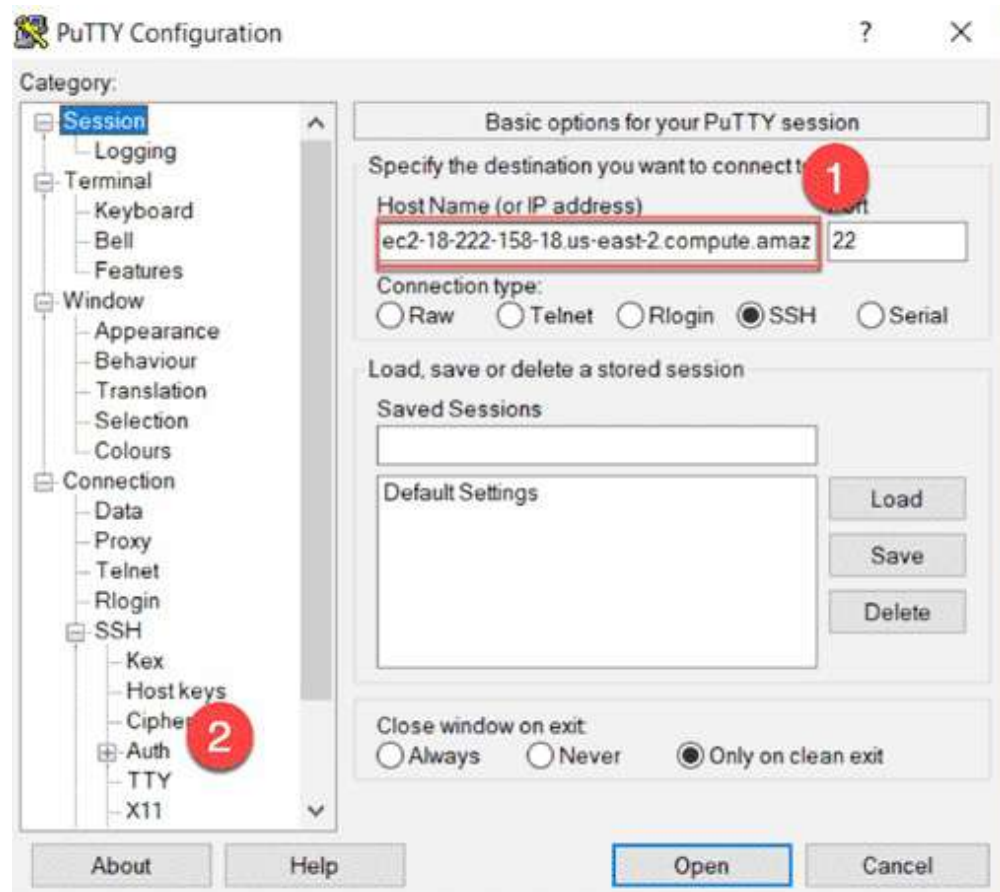 PuTTY Configuration
?
Category:
Session
Logging
Terminal
Keyboard
Bell
Features
Window
Appearance
Behaviour
Translation
Selection
Colours
Connection
Data
Proxy
Telnet
Rlogin
SSH
Kex
Host keys
Cipher
Auth
TTY
X11
2
Basic options for your PuTTY session
Specify the destination you want to connect
1
Host Name (or IP address)
ec2-18-222-158-18.us-east-2.compute.amaz
22
Connection type:
Raw Telnet Rlogin SSH Serial
Load, save or delete a stored session
Saved Sessions
Default Settings
Load
Save
Delete
Close window on exit:
Always Never Only on clean exit
About Help Open Cancel